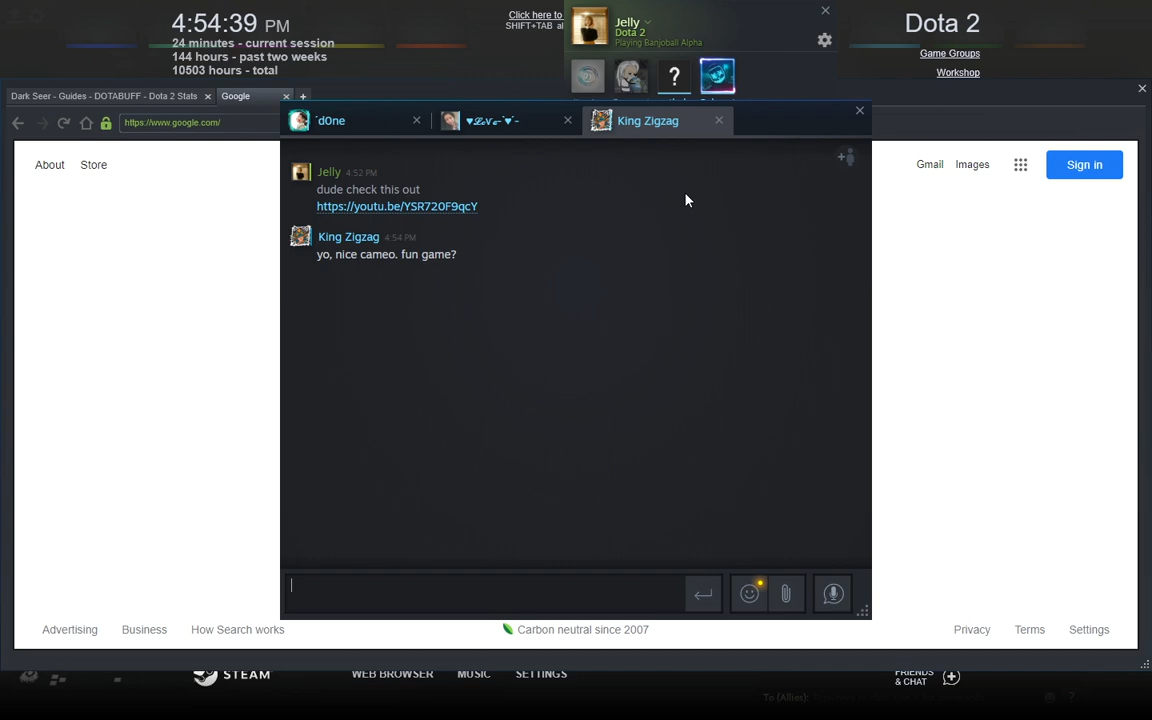 4:54:39 PM
24 minutes - current session
144 hours - past two weeks
10503 hours - total
Click here to
SHIFT+TAB
Jelly
Dota 2
Playing Banjoball Alpha
?
Dota 2
Game Groups
Workshop
Dark Seer - Guides - DOTABUFF - Dota 2 Stats
Google
https://www.google.com/
About Store
Gmail Images
Sign in
`d0ne
King Zigzag
Jelly 4:52 PM
dude check this out
https://youtu.be/YSR72OF9qcY
King Zigzag 4:54 PM
yo, nice cameo. fun game?
Advertising Business How Search works
Carbon neutral since 2007
Privacy Terms Settings
STEAM
WEB BROWSER MUSIC SETTINGS
FRIENDS
& CHAT
To (Allies):
?